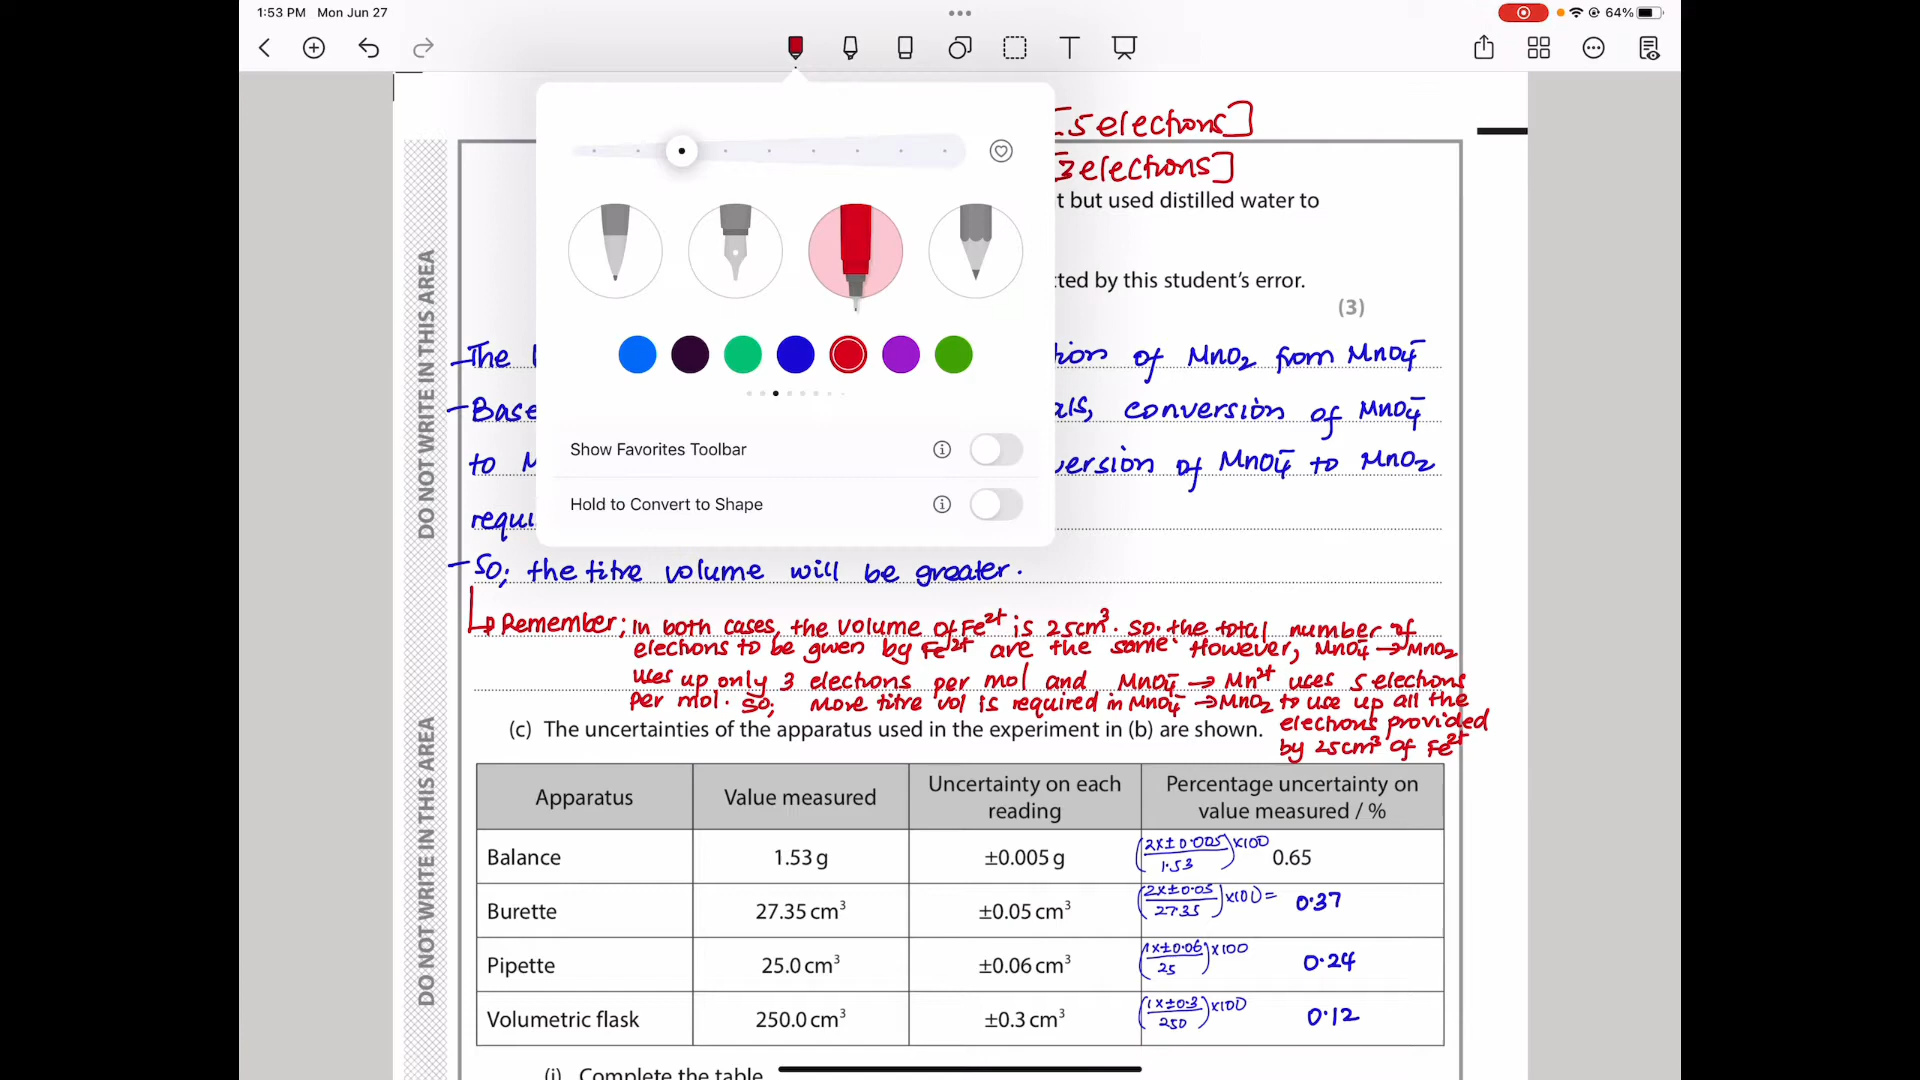 1:53 PM Mon Jun 27
64%
[5 electrons]
[3 electrons]
t but used distilled water to
cted by this student's error.
(3)
Show Favorites Toolbar
Hold to Convert to Shape
DO NOT WRITE IN THIS AREA
DO NOT WRITE IN THIS AREA
-The
of MnO2 from MnO4-
-Base
als, conversion of MnO4-
to M
version of MnO4- to MnO2
requi
-So; the titre volume will be greater.
↳ Remember; In both cases, the volume of Fe2+ is 25cm3. So. the total number of
electrons to be given by Fe2+ are the same. However, MnO4- → MnO2
uses up only 3 electrons per mol and MnO4- → Mn2+ uses 5 electrons
per mol. So; more titre vol is required in MnO4- → MnO2 to use up all the
electrons provided
by 25cm3 of Fe2+
(c) The uncertainties of the apparatus used in the experiment in (b) are shown.
Apparatus Value measured Uncertainty on each reading Percentage uncertainty on value measured / %
Balance 1.53 g ±0.005 g (2x±0.005/1.53)x100 0.65
Burette 27.35 cm³ ±0.05 cm³ (2x±0.05/27.35)x100= 0.37
Pipette 25.0 cm³ ±0.06 cm³ (1x±0.06/25)x100 0.24
Volumetric flask 250.0 cm³ ±0.3 cm³ (1x±0.3/250)x100 0.12
(i) Complete the table.